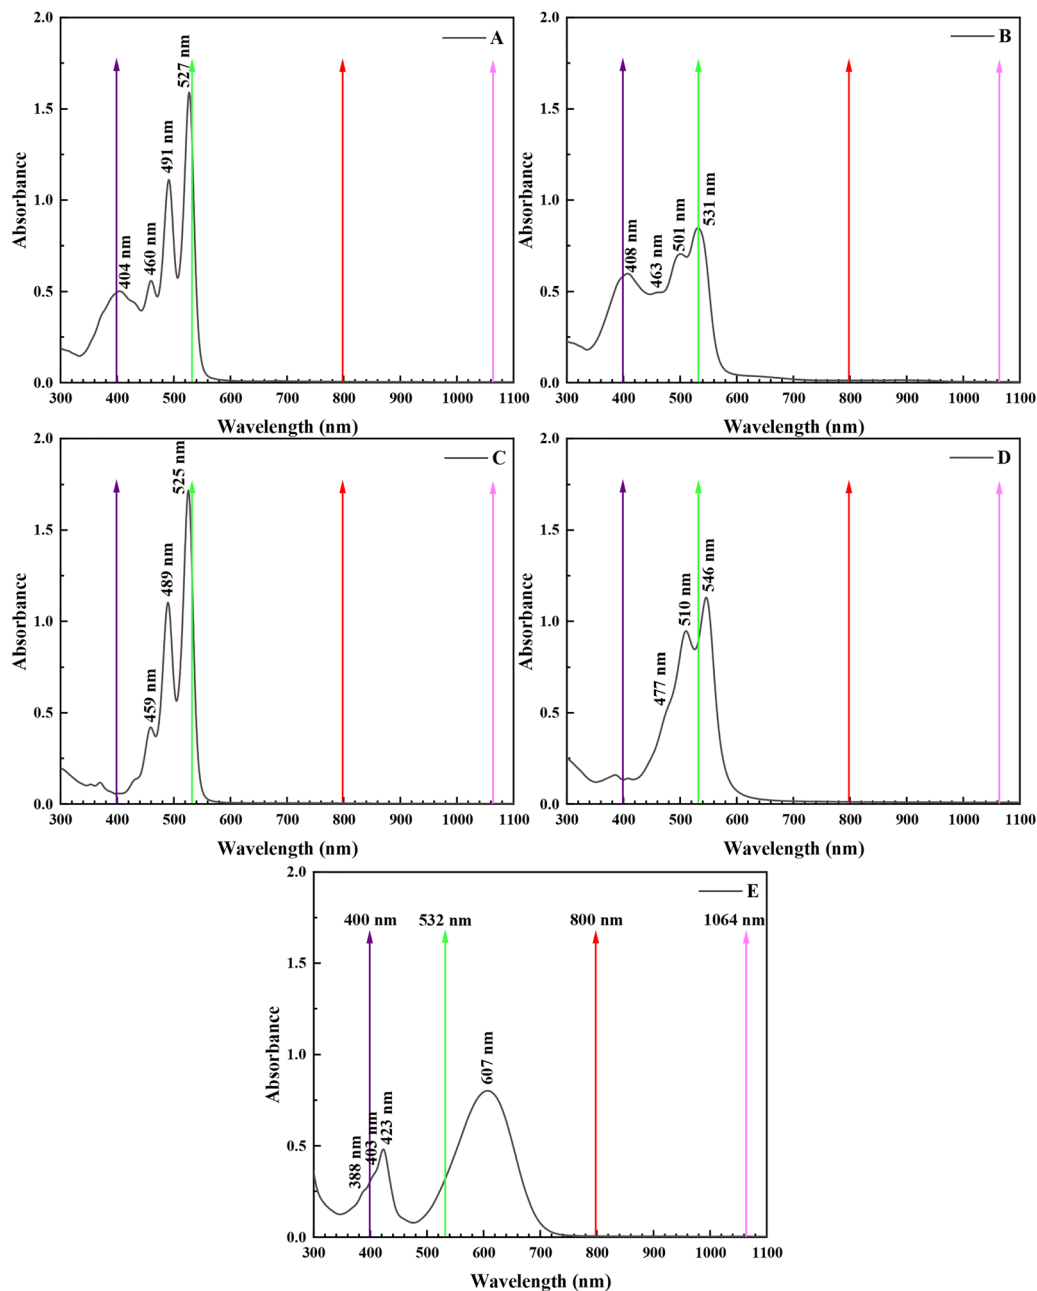 A
2.0
1.5
1.0
0.5
0.0
Absorbance
404 nm
460 nm
491 nm
527 nm
300 400 500 600 700 800 900 1000 1100
Wavelength (nm)
B
2.0
1.5
1.0
0.5
0.0
Absorbance
408 nm
463 nm
501 nm
531 nm
300 400 500 600 700 800 900 1000 1100
Wavelength (nm)
C
2.0
1.5
1.0
0.5
0.0
Absorbance
459 nm
489 nm
525 nm
300 400 500 600 700 800 900 1000 1100
Wavelength (nm)
D
2.0
1.5
1.0
0.5
0.0
Absorbance
477 nm
510 nm
546 nm
300 400 500 600 700 800 900 1000 1100
Wavelength (nm)
E
400 nm 532 nm 800 nm 1064 nm
2.0
1.5
1.0
0.5
0.0
Absorbance
388 nm
403 nm
423 nm
607 nm
300 400 500 600 700 800 900 1000 1100
Wavelength (nm)